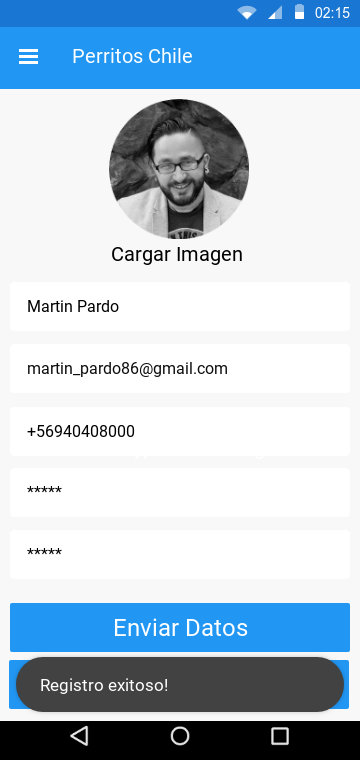 02:15
Perritos Chile
Cargar Imagen
Martin Pardo
martin_pardo86@gmail.com
+56940408000
*****
*****
Enviar Datos
Registro exitoso!